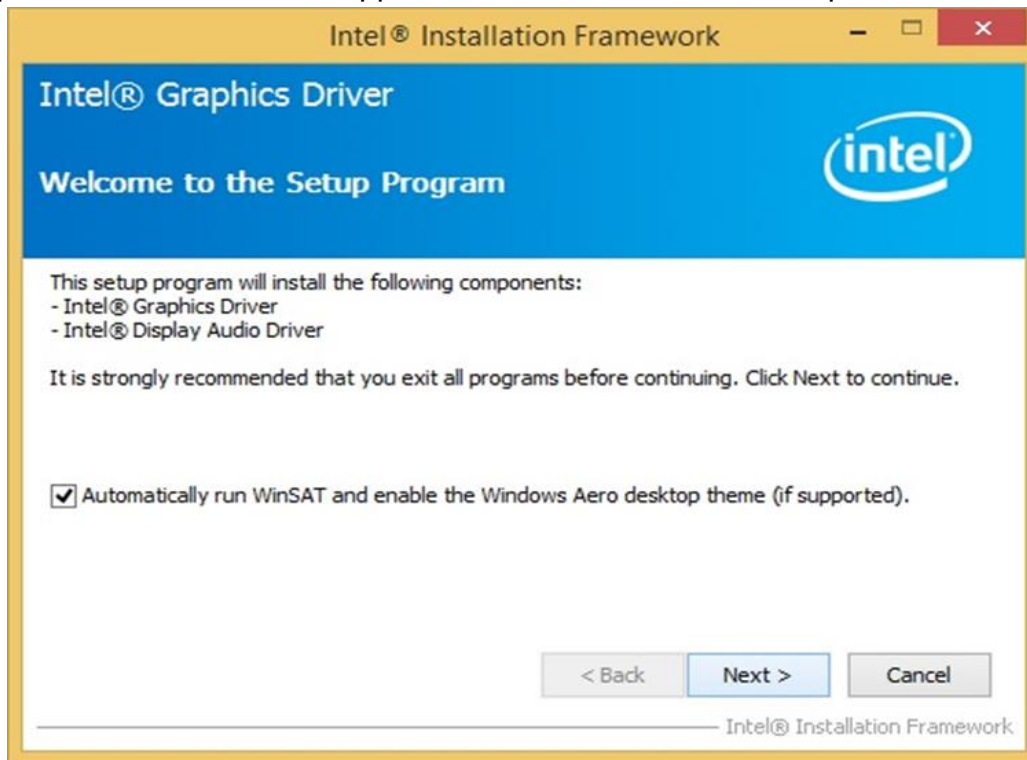 Intel® Installation Framework
Intel® Graphics Driver
intel
Welcome to the Setup Program
This setup program will install the following components:
- Intel® Graphics Driver
- Intel® Display Audio Driver
It is strongly recommended that you exit all programs before continuing. Click Next to continue.
Automatically run WinSAT and enable the Windows Aero desktop theme (if supported).
< Back Next > Cancel
Intel® Installation Framework